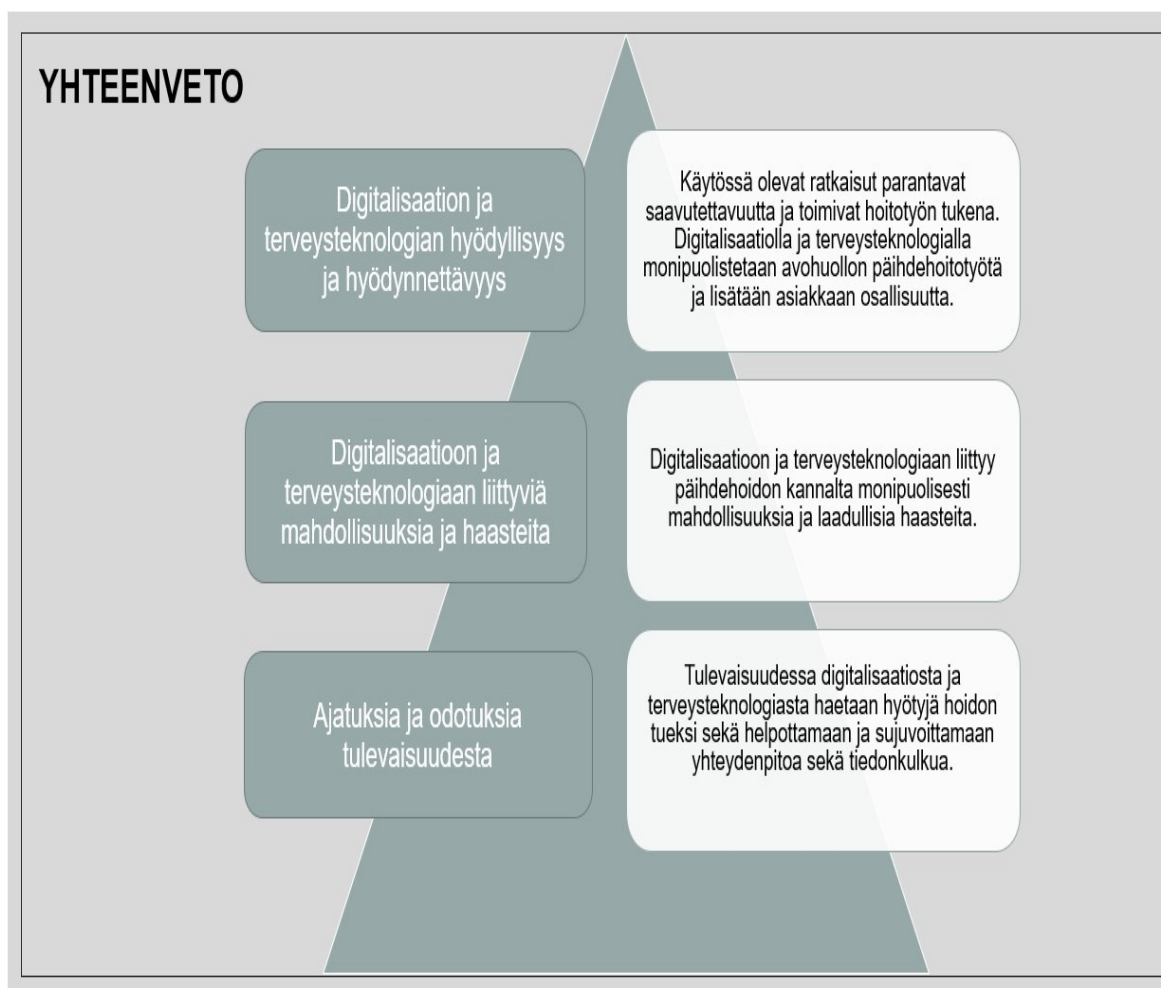 YHTEENVETO
Digitalisaation ja
terveysteknologian hyödyllisyys
ja hyödynnettävyys
Käytössä olevat ratkaisut parantavat
saavutettavuutta ja toimivat hoitotyön tukena.
Digitalisaatiolla ja terveysteknologialla
monipuolistetaan avohuollon päihdehoitotyötä
ja lisätään asiakkaan osallisuutta.
Digitalisaatioon ja
terveysteknologiaan liittyviä
mahdollisuuksia ja haasteita
Digitalisaatioon ja terveysteknologiaan liittyy
päihdehoidon kannalta monipuolisesti
mahdollisuuksia ja laadullisia haasteita.
Ajatuksia ja odotuksia
tulevaisuudesta
Tulevaisuudessa digitalisaatiosta ja
terveysteknologiasta haetaan hyötyjä hoidon
tueksi sekä helpottamaan ja sujuvoittamaan
yhteydenpitoa sekä tiedonkulkua.